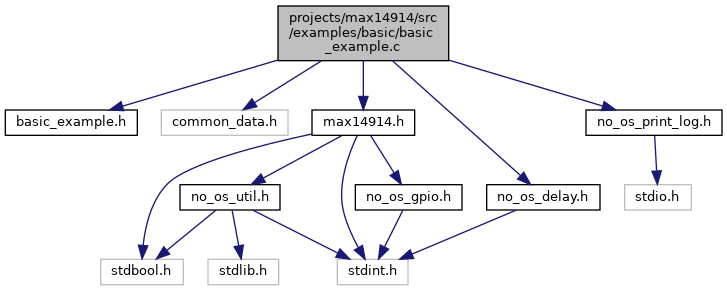 projects/max14914/src
/examples/basic/basic
_example.c
basic_example.h
common_data.h
max14914.h
no_os_print_log.h
no_os_util.h
no_os_gpio.h
no_os_delay.h
stdio.h
stdbool.h
stdlib.h
stdint.h